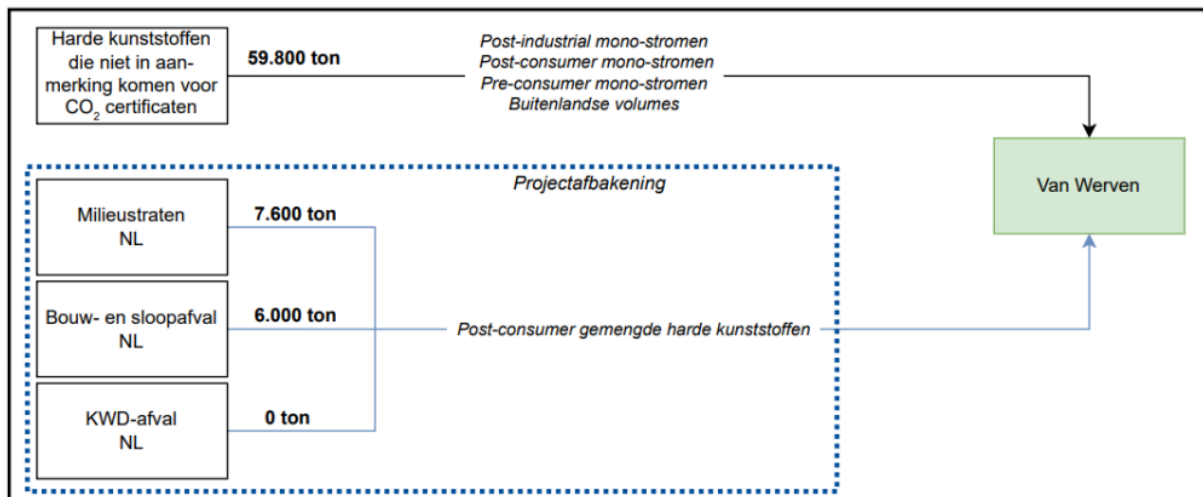 Harde kunststoffen
die niet in aan-
merking komen voor
CO₂ certificaten
59.800 ton
Post-industrial mono-stromen
Post-consumer mono-stromen
Pre-consumer mono-stromen
Buitenlandse volumes
Van Werven
Projectafbakening
Milieustraten
NL
7.600 ton
Bouw- en sloopafval
NL
6.000 ton
Post-consumer gemengde harde kunststoffen
KWD-afval
NL
0 ton